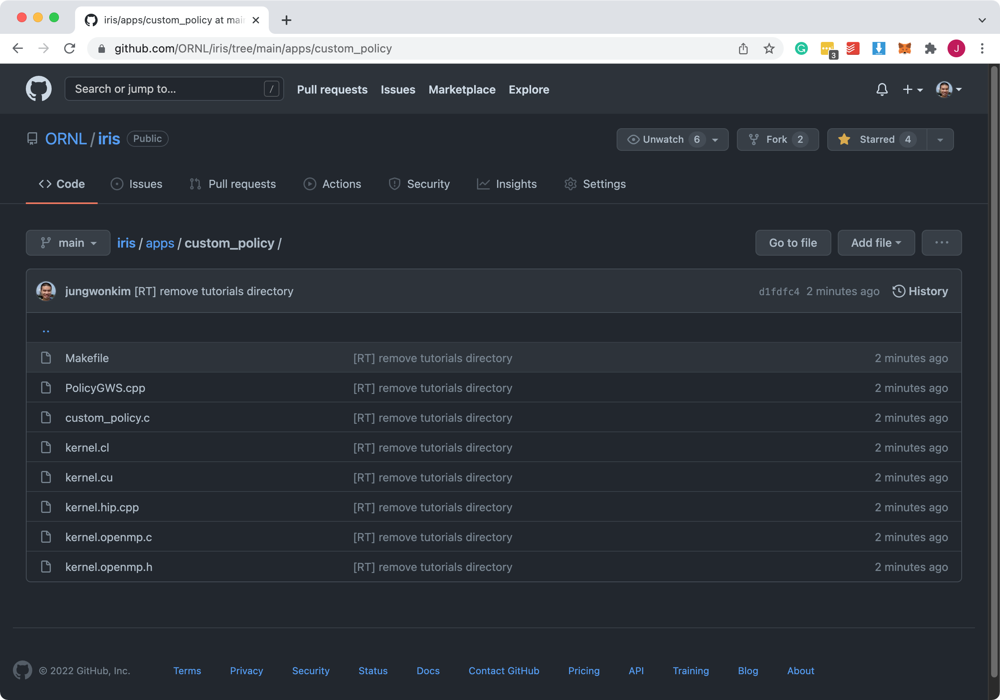 iris/apps/custom_policy at mai
github.com/ORNL/iris/tree/main/apps/custom_policy
3
J
Search or jump to...
/
Pull requests
Issues
Marketplace
Explore
ORNL / iris
Public
Unwatch 6
Fork 2
Starred 4
Code
Issues
Pull requests
Actions
Security
Insights
Settings
main
iris / apps / custom_policy /
Go to file
Add file
jungwonkim [RT] remove tutorials directory
d1fdfc4 2 minutes ago
History
..
Makefile [RT] remove tutorials directory 2 minutes ago
PolicyGWS.cpp [RT] remove tutorials directory 2 minutes ago
custom_policy.c [RT] remove tutorials directory 2 minutes ago
kernel.cl [RT] remove tutorials directory 2 minutes ago
kernel.cu [RT] remove tutorials directory 2 minutes ago
kernel.hip.cpp [RT] remove tutorials directory 2 minutes ago
kernel.openmp.c [RT] remove tutorials directory 2 minutes ago
kernel.openmp.h [RT] remove tutorials directory 2 minutes ago
© 2022 GitHub, Inc.
Terms
Privacy
Security
Status
Docs
Contact GitHub
Pricing
API
Training
Blog
About